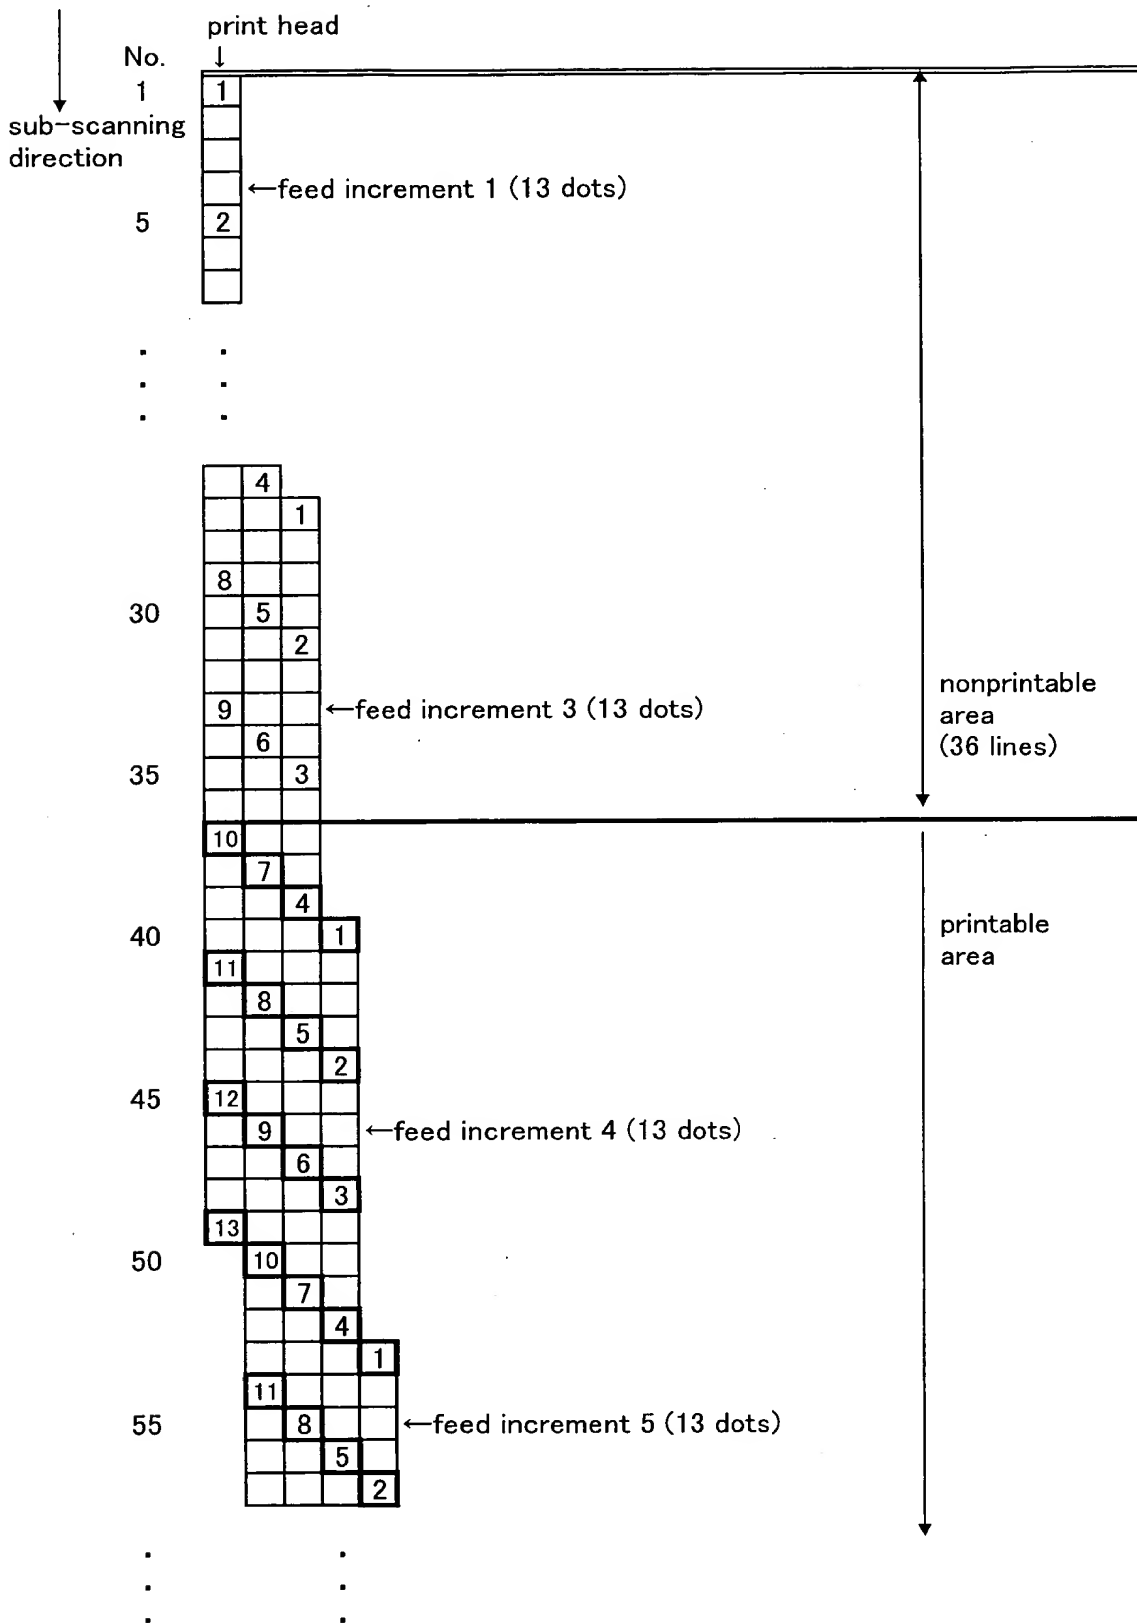 print head
No.
↓
1 1
sub-scanning
direction
←feed increment 1 (13 dots)
5 2
. .
. .
. .
4
1
8
30 5
2
9 ←feed increment 3 (13 dots)
nonprintable
area
(36 lines)
6
35 3
10
7
4
40 1
printable
area
11
8
5
2
45 12
9 ←feed increment 4 (13 dots)
6
3
13
50 10
7
4
1
11
55 8 ←feed increment 5 (13 dots)
5
2
. .
. .
. .